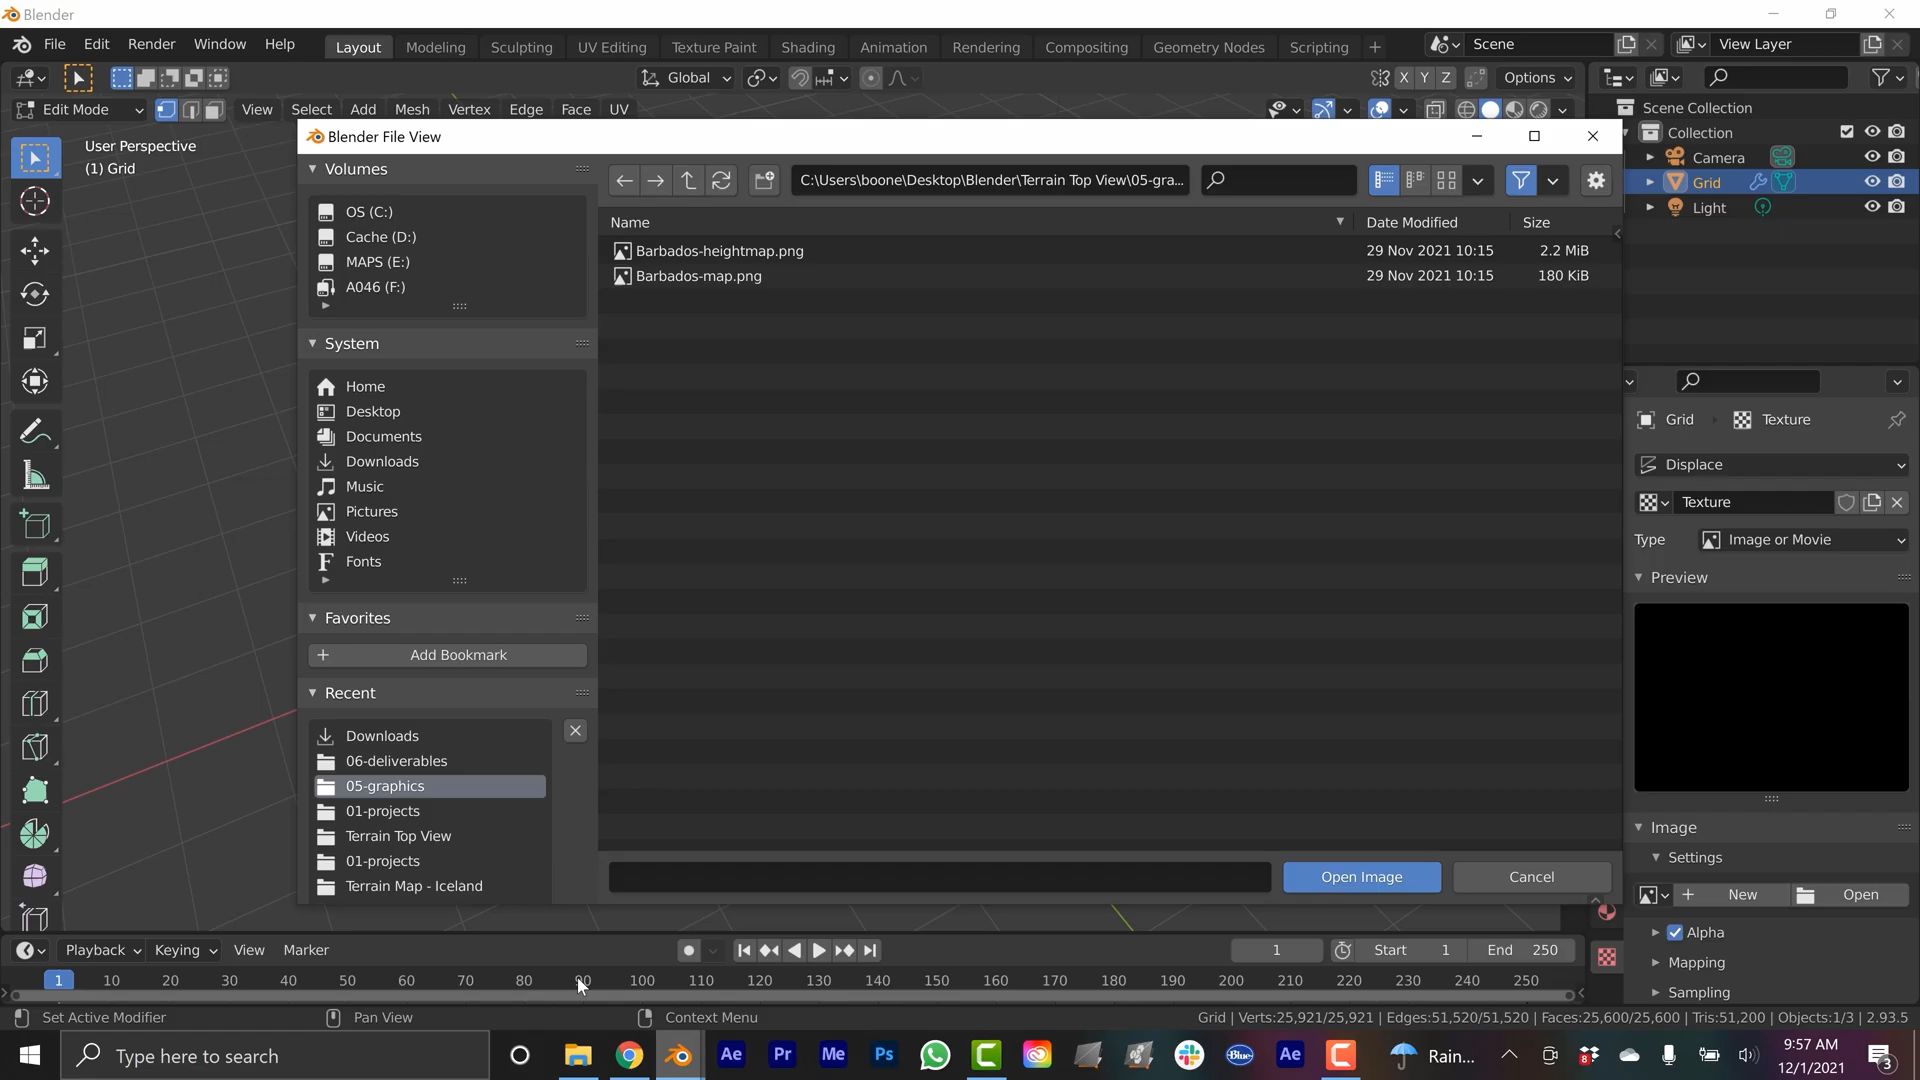 Blender
File Edit Render Window Help Layout Modeling Sculpting UV Editing Texture Paint Shading Animation Rendering Compositing Geometry Nodes Scripting + Scene View Layer
Global X Y Z Options
Edit Mode View Select Add Mesh Vertex Edge Face UV
User Perspective
(1) Grid
Blender File View
Volumes
OS (C:)
Cache (D:)
MAPS (E:)
A046 (F:)
System
Home
Desktop
Documents
Downloads
Music
Pictures
Videos
Fonts
Favorites
+ Add Bookmark
Recent
Downloads
06-deliverables
05-graphics
01-projects
Terrain Top View
01-projects
Terrain Map - Iceland
C:\Users\boone\Desktop\Blender\Terrain Top View\05-gra...
Name Date Modified Size
Barbados-heightmap.png 29 Nov 2021 10:15 2.2 MiB
Barbados-map.png 29 Nov 2021 10:15 180 KiB
Open Image Cancel
Scene Collection
Collection
Camera
Grid
Light
Grid Texture
Displace
Texture
Type Image or Movie
Preview
Image
Settings
+ New Open
Alpha
Mapping
Sampling
Playback Keying View Marker 1 Start 1 End 250
1 10 20 30 40 50 60 70 80 90 100 110 120 130 140 150 160 170 180 190 200 210 220 230 240 250
Set Active Modifier Pan View Context Menu Grid | Verts:25,921/25,921 | Edges:51,520/51,520 | Faces:25,600/25,600 | Tris:51,200 | Objects:1/3 | 2.93.5
Type here to search Ae Pr Me Ps Blue Ae Rain... 8 9:57 AM
12/1/2021 3